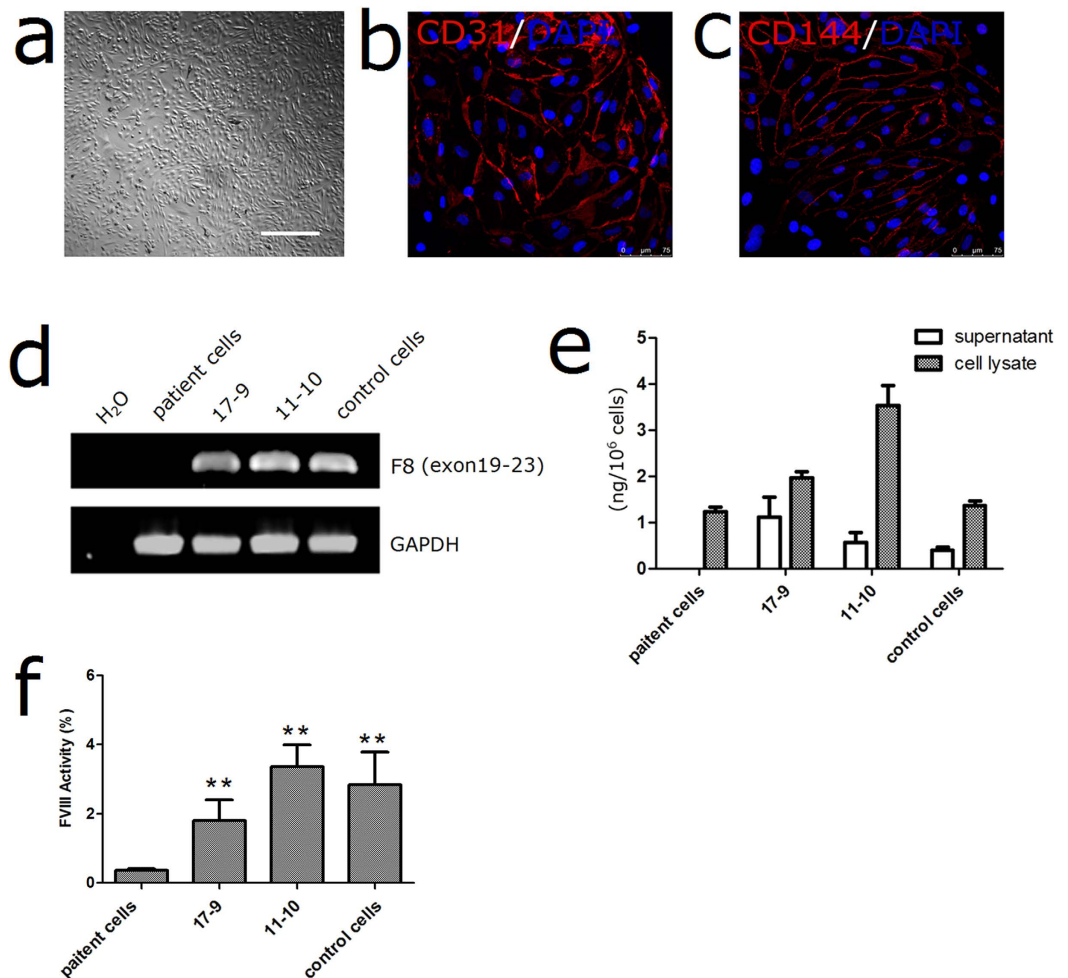 a
b
CD31/DAPI
0 µm 75
c
CD144/DAPI
0 µm 75
d
H₂O
patient cells
17-9
11-10
control cells
F8 (exon19-23)
GAPDH
e
supernatant
cell lysate
(ng/10⁶ cells)
5
4
3
2
1
0
paitent cells
17-9
11-10
control cells
f
FVIII Activity (%)
6
4
2
0
**
**
**
paitent cells
17-9
11-10
control cells